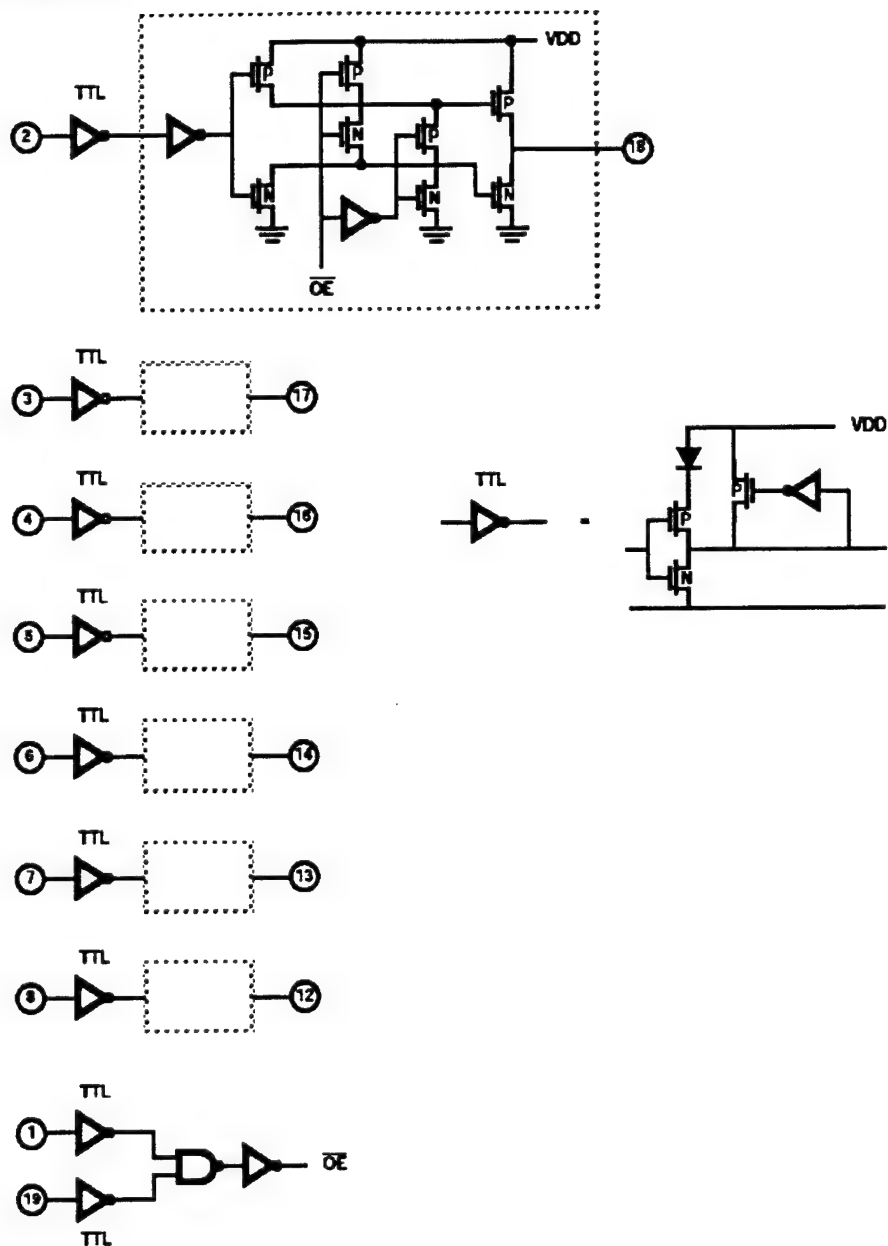 VDD
P P
TTL P
2 P 18
N
N N N
OE
TTL
3 17
TTL
4 16
TTL
5 15
TTL
6 14
TTL
7 13
TTL
8 12
TTL
1
OE
19
TTL
VDD
TTL P
P
N